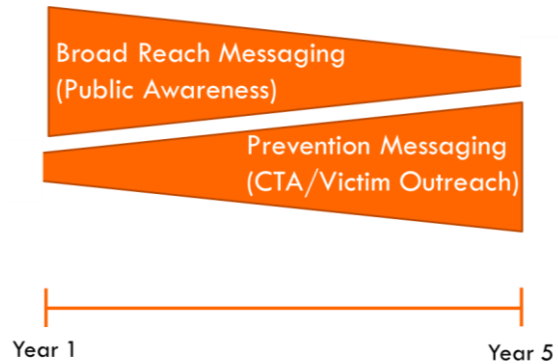 Broad Reach Messaging
(Public Awareness)
Prevention Messaging
(CTA/Victim Outreach)
Year 1
Year 5